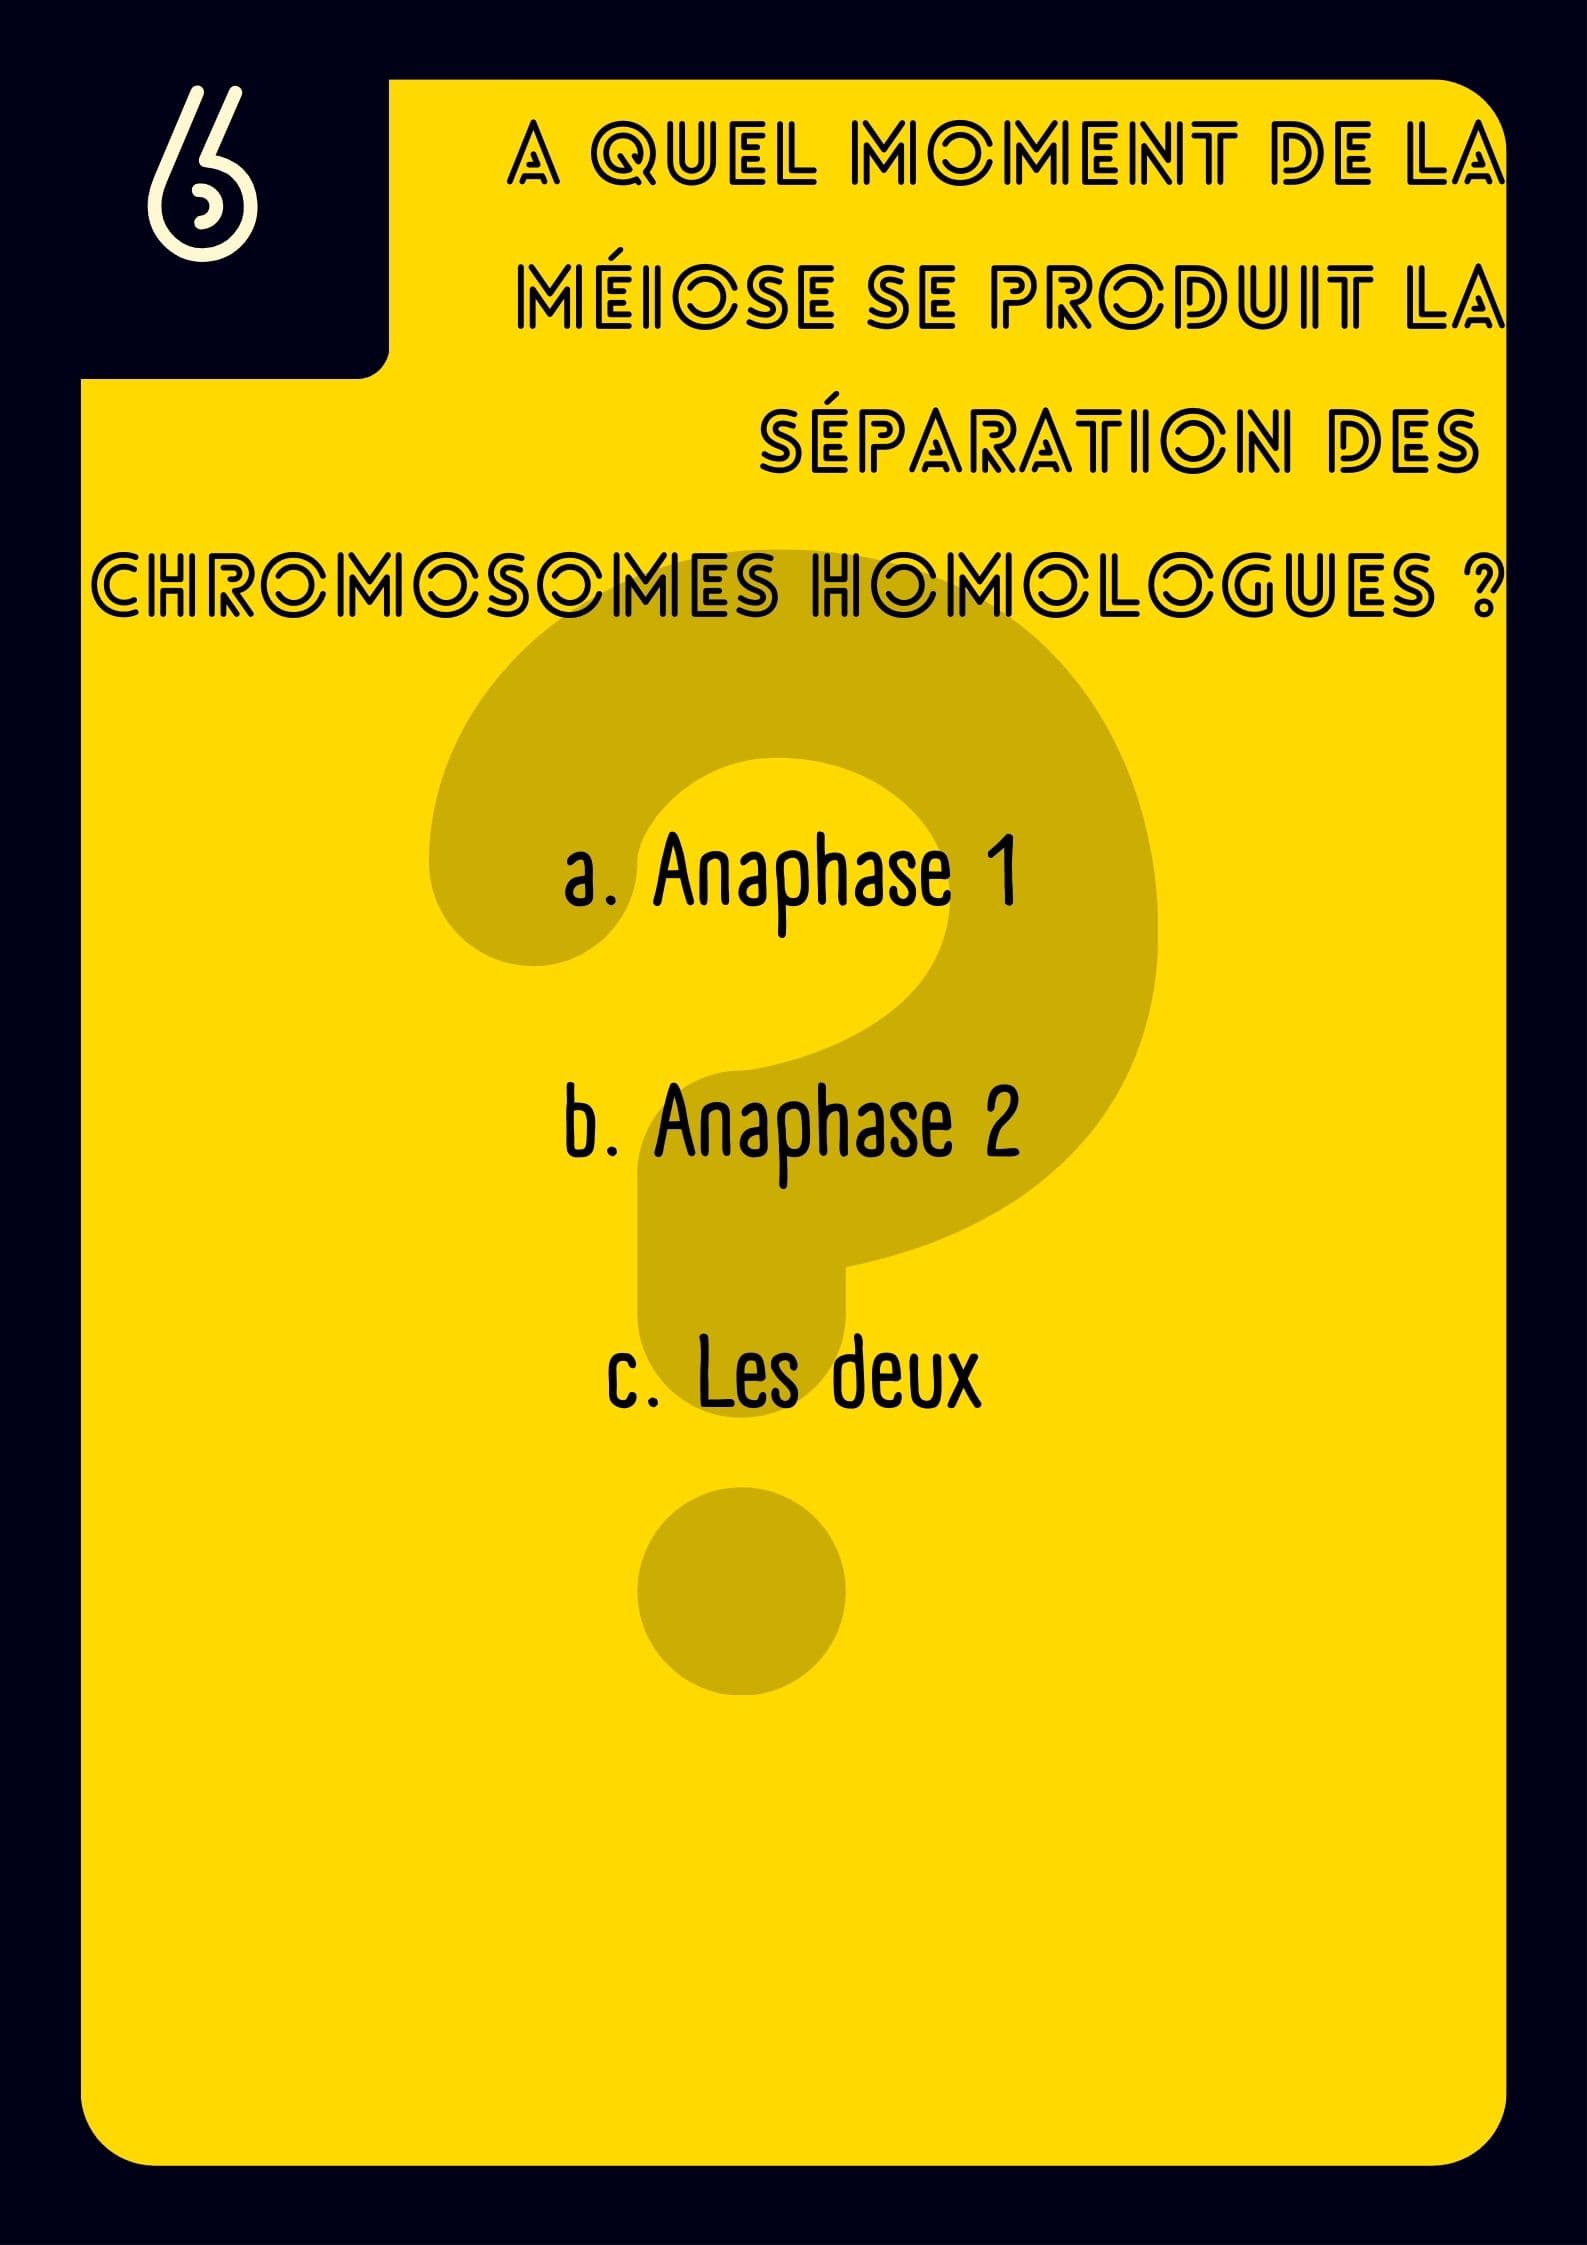 6
A QUEL MOMENT DE LA
MÉIOSE SE PRODUIT LA
SÉPARATION DES
CHROMOSOMES HOMOLOGUES ?
a. Anaphase 1
b. Anaphase 2
c. Les deux